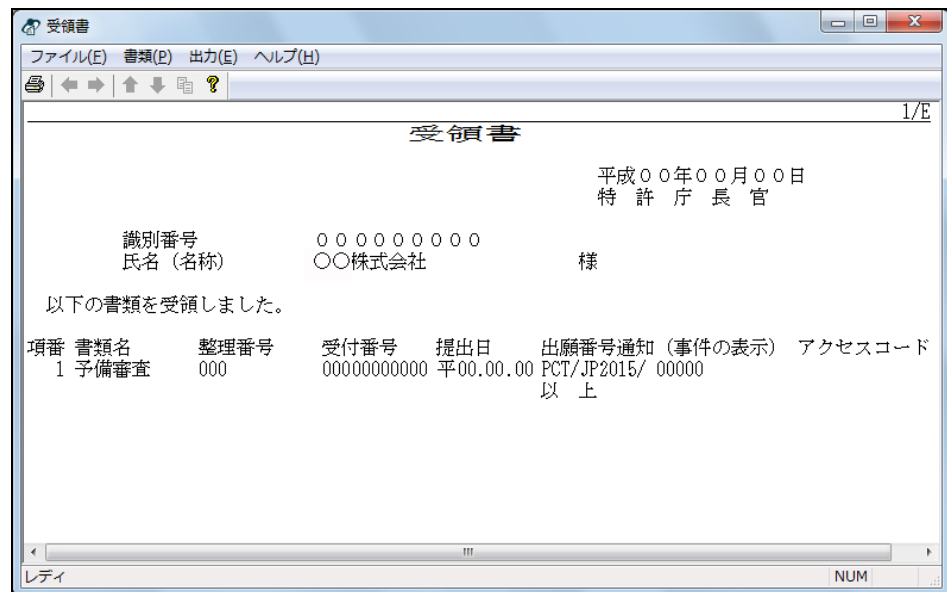 受領書
ファイル(F) 書類(P) 出力(E) ヘルプ(H)
?
1/E
受領書
平成００年００月００日
特 許 庁 長 官
識別番号 ０００００００００
氏名（名称） ○○株式会社 様
以下の書類を受領しました。
項番 書類名 整理番号 受付番号 提出日 出願番号通知（事件の表示） アクセスコード
1 予備審査 000 00000000000 平00.00.00 PCT/JP2015/ 00000
以 上
レディ NUM